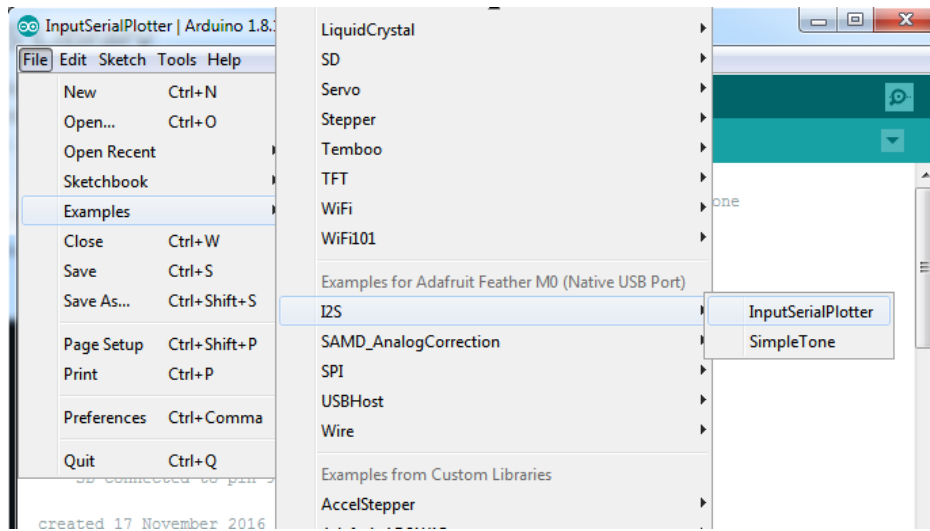 InputSerialPlotter | Arduino 1.8.
File Edit Sketch Tools Help
New Ctrl+N
Open... Ctrl+O
Open Recent
Sketchbook
Examples
Close Ctrl+W
Save Ctrl+S
Save As... Ctrl+Shift+S
Page Setup Ctrl+Shift+P
Print Ctrl+P
Preferences Ctrl+Comma
Quit Ctrl+Q
LiquidCrystal
SD
Servo
Stepper
Temboo
TFT
WiFi
WiFi101
Examples for Adafruit Feather M0 (Native USB Port)
I2S
SAMD_AnalogCorrection
SPI
USBHost
Wire
Examples from Custom Libraries
AccelStepper
InputSerialPlotter
SimpleTone
one
created 17 November 2016